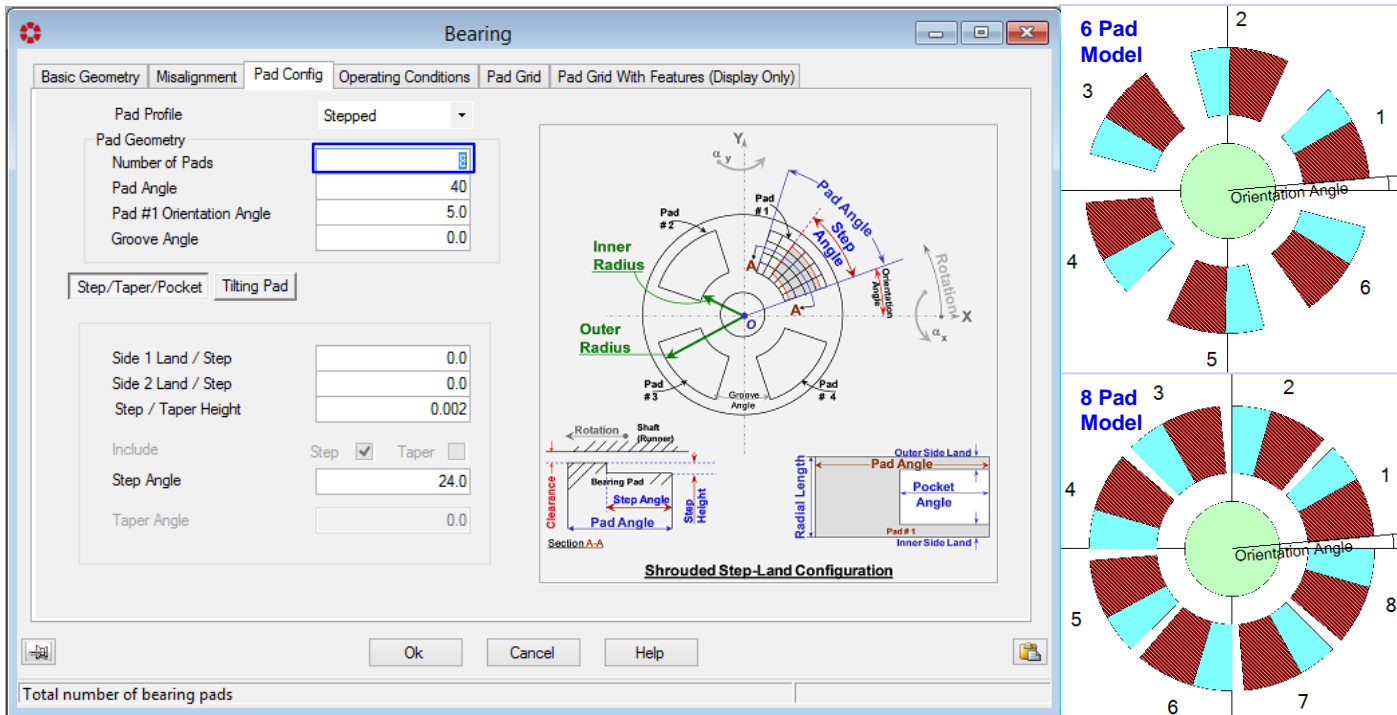 Bearing
Basic Geometry
Misalignment
Pad Config
Operating Conditions
Pad Grid
Pad Grid With Features (Display Only)
Pad Profile
Stepped
Pad Geometry
Number of Pads
8
Pad Angle
40
Pad #1 Orientation Angle
5.0
Groove Angle
0.0
Step/Taper/Pocket
Tilting Pad
Side 1 Land / Step
0.0
Side 2 Land / Step
0.0
Step / Taper Height
0.002
Include
Step
Taper
Step Angle
24.0
Taper Angle
0.0
Y
αy
Pad #1
Pad Angle
Step Angle
Pad #2
Inner Radius
A
A
Orientation Angle
Rotation
O
X
αx
Outer Radius
Pad #3
Groove Angle
Pad # 4
Rotation
Shaft (Runner)
Clearance
Bearing Pad
Step Angle
Step Height
Pad Angle
Section A-A
Outer Side Land
Pad Angle
Radial Length
Pocket Angle
Pad # 1
Inner Side Land
Shrouded Step-Land Configuration
Ok
Cancel
Help
Total number of bearing pads
6 Pad Model
2
3
1
Orientation Angle
4
6
5
8 Pad Model
3
2
4
1
Orientation Angle
5
8
6
7